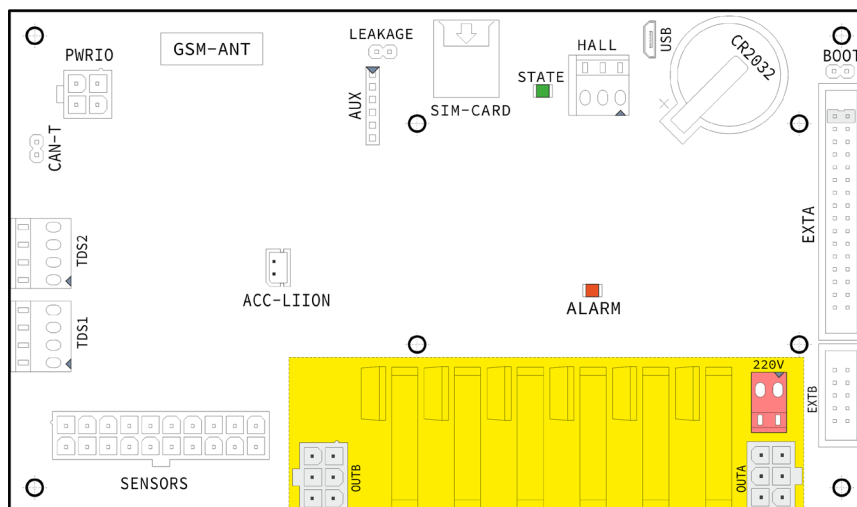 PWRIO
GSM-ANT
LEAKAGE
AUX
SIM-CARD
STATE
HALL
USB
CR2032
BOOT
CAN-T
EXTA
TDS2
ACC-LIION
ALARM
TDS1
220V
EXTB
SENSORS
OUTB
OUTA